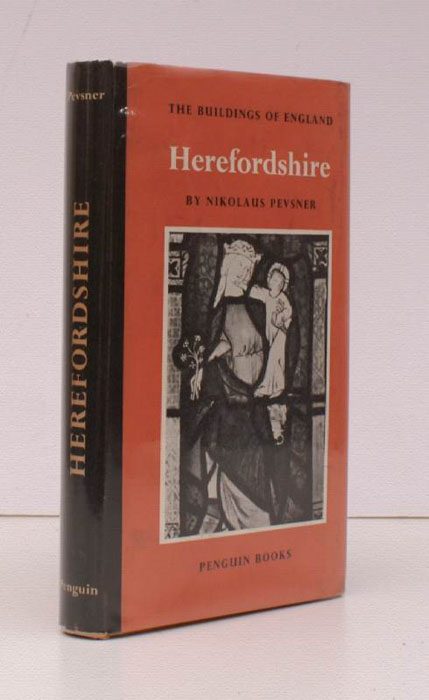 THE BUILDINGS OF ENGLAND
Herefordshire
BY NIKOLAUS PEVSNER
PENGUIN BOOKS
Pevsner
HEREFORDSHIRE
Penguin